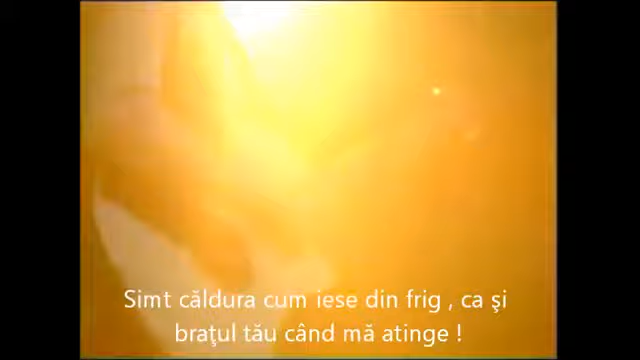 Simt căldura cum iese din frig , ca şi
braţul tău când mă atinge !